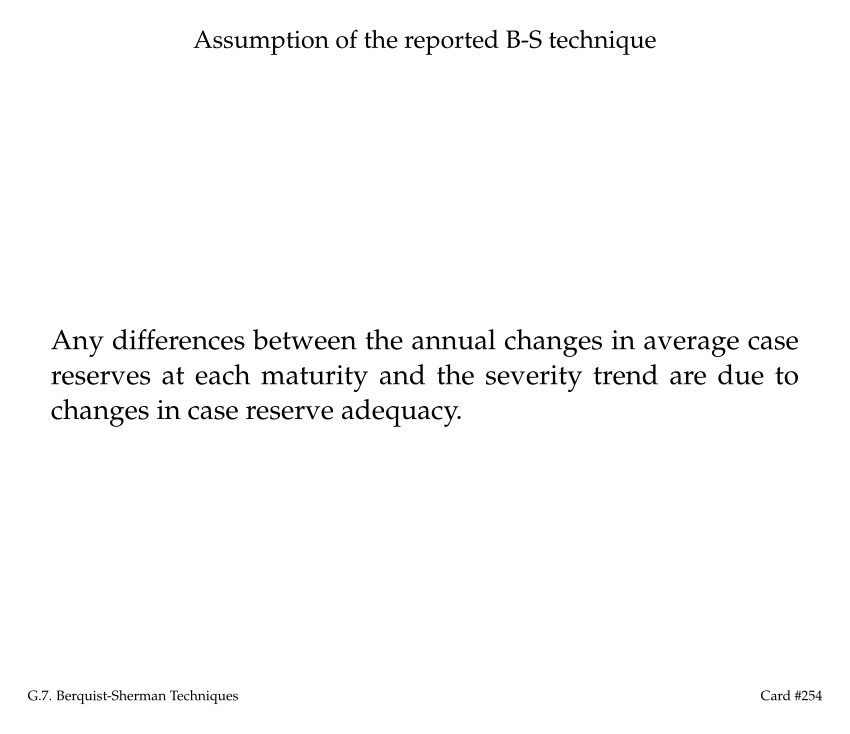 Assumption of the reported B-S technique
Any differences between the annual changes in average case
reserves at each maturity and the severity trend are due to
changes in case reserve adequacy.
G.7. Berquist-Sherman Techniques
Card #254